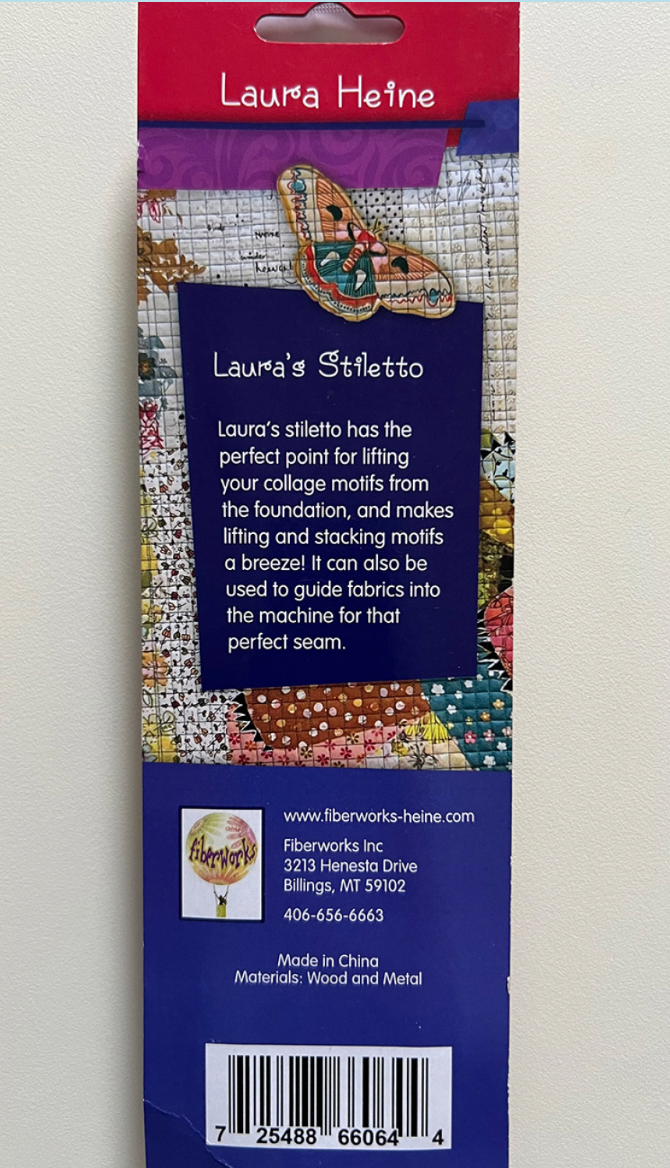 Laura Heine
Laura's Stiletto
Laura's stiletto has the
perfect point for lifting
your collage motifs from
the foundation, and makes
lifting and stacking motifs
a breeze! It can also be
used to guide fabrics into
the machine for that
perfect seam.
fiberworks
www.fiberworks-heine.com
Fiberworks Inc
3213 Henesta Drive
Billings, MT 59102
406-656-6663
Made in China
Materials: Wood and Metal
7 25488 66064 4